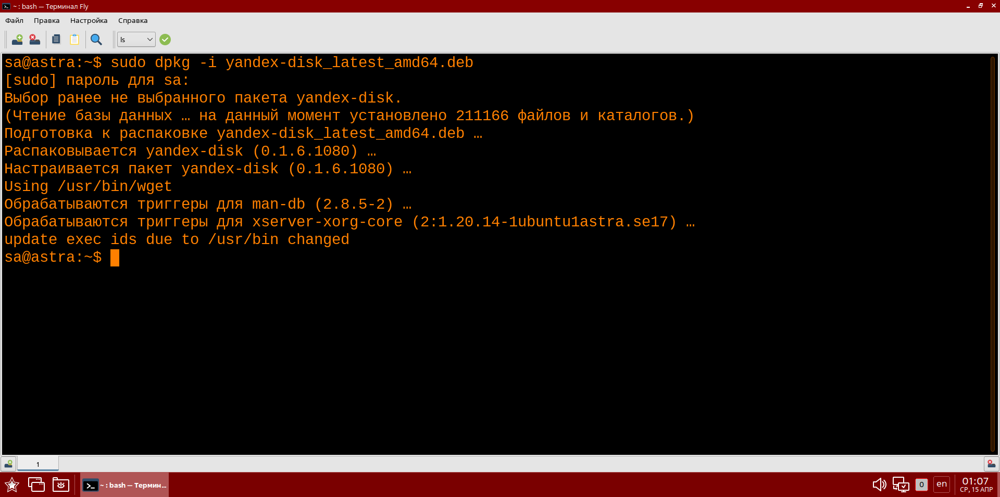 ~ : bash — Терминал Fly
Файл Правка Настройка Справка
ls
sa@astra:~$ sudo dpkg -i yandex-disk_latest_amd64.deb
[sudo] пароль для sa:
Выбор ранее не выбранного пакета yandex-disk.
(Чтение базы данных … на данный момент установлено 211166 файлов и каталогов.)
Подготовка к распаковке yandex-disk_latest_amd64.deb …
Распаковывается yandex-disk (0.1.6.1080) …
Настраивается пакет yandex-disk (0.1.6.1080) …
Using /usr/bin/wget
Обрабатываются триггеры для man-db (2.8.5-2) …
Обрабатываются триггеры для xserver-xorg-core (2:1.20.14-1ubuntu1astra.se17) …
update exec ids due to /usr/bin changed
sa@astra:~$
1
~ : bash — Термин… 0 en 01:07
СР, 15 АПР